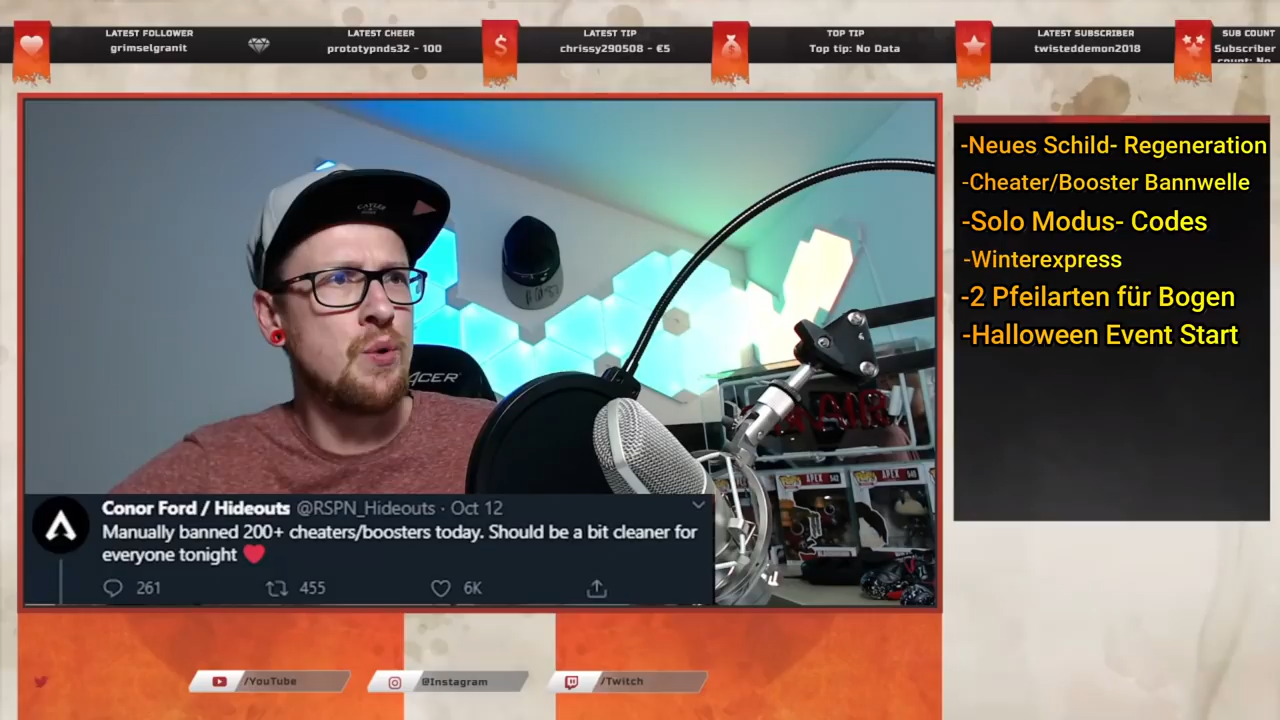 LATEST FOLLOWER
grimselgranit
LATEST CHEER
prototypnds32 - 100
LATEST TIP
chrissy290508 - €5
TOP TIP
Top tip: No Data
LATEST SUBSCRIBER
twisteddemon2018
SUB COUNT
Subscriber
count: No
-Neues Schild- Regeneration
-Cheater/Booster Bannwelle
-Solo Modus- Codes
-Winterexpress
-2 Pfeilarten für Bogen
-Halloween Event Start
CAYLER
ACER
APEX
APEX
Conor Ford / Hideouts @RSPN_Hideouts · Oct 12
Manually banned 200+ cheaters/boosters today. Should be a bit cleaner for
everyone tonight ❤
261
455
6K
/YouTube
@Instagram
/Twitch